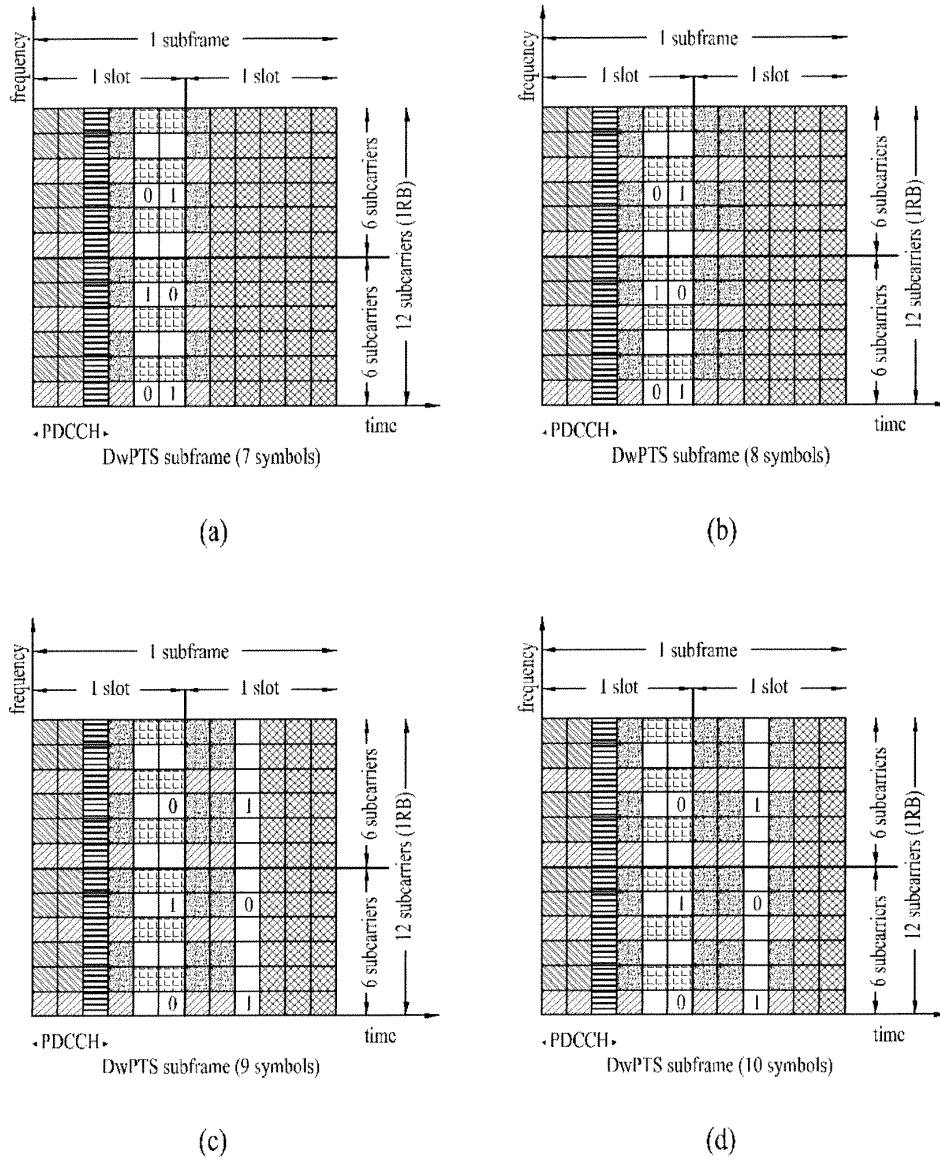 frequency
1 subframe
1 slot 1 slot
0 1
1 0
0 1
6 subcarriers
6 subcarriers
12 subcarriers (1RB)
time
PDCCH
DwPTS subframe (7 symbols)
(a)
frequency
1 subframe
1 slot 1 slot
0 1
1 0
0 1
6 subcarriers
6 subcarriers
12 subcarriers (1RB)
time
PDCCH
DwPTS subframe (8 symbols)
(b)
frequency
1 subframe
1 slot 1 slot
0 1
1 0
0 1
6 subcarriers
6 subcarriers
12 subcarriers (1RB)
time
PDCCH
DwPTS subframe (9 symbols)
(c)
frequency
1 subframe
1 slot 1 slot
0 1
1 0
0 1
6 subcarriers
6 subcarriers
12 subcarriers (1RB)
time
PDCCH
DwPTS subframe (10 symbols)
(d)